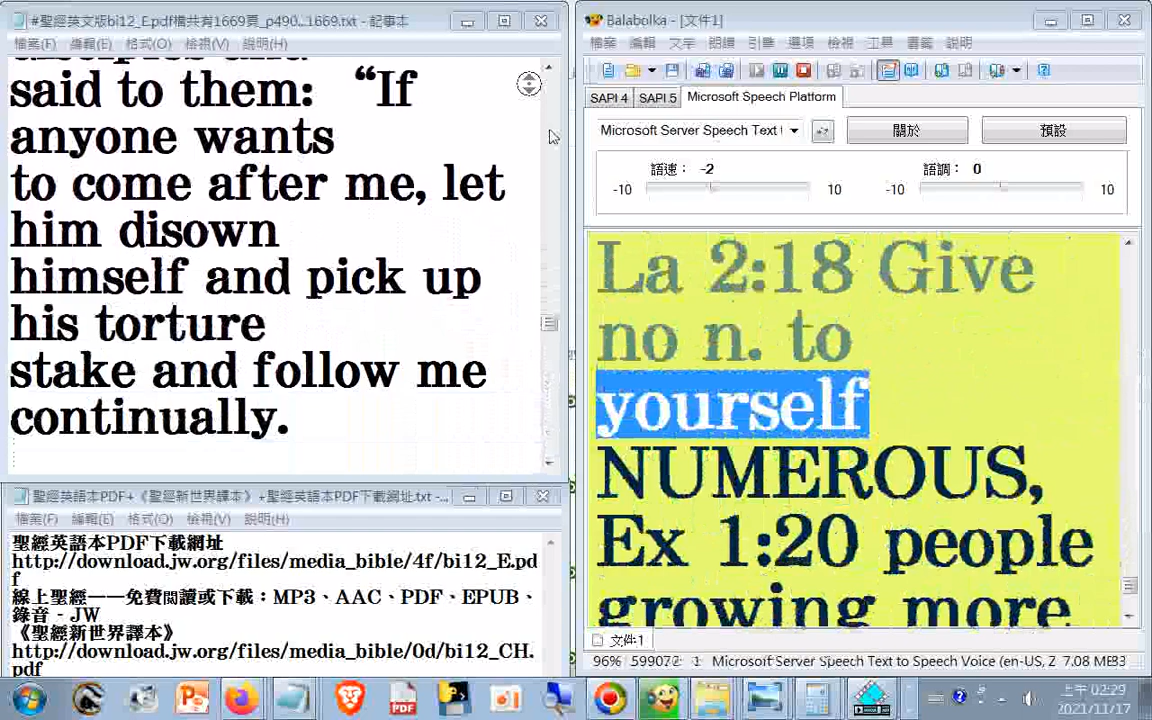 #聖經英文版bi12_E.pdf檔共有1669頁_p490...1669.txt - 記事本
檔案(F) 編輯(E) 格式(O) 檢視(V) 說明(H)
said to them: “If
anyone wants
to come after me, let
him disown
himself and pick up
his torture
stake and follow me
continually.
聖經英語本PDF+《聖經新世界譯本》+聖經英語本PDF下載網址.txt -...
檔案(F) 編輯(E) 格式(O) 檢視(V) 說明(H)
聖經英語本PDF下載網址
http://download.jw.org/files/media_bible/4f/bi12_E.pd
f
線上聖經——免費閱讀或下載：MP3、AAC、PDF、EPUB、
錄音 - JW
《聖經新世界譯本》
http://download.jw.org/files/media_bible/0d/bi12_CH.
pdf
Balabolka - [文件1]
檔案 編輯 文字 朗讀 引擎 選項 檢視 工具 書籤 說明
SAPI 4 SAPI 5 Microsoft Speech Platform
Microsoft Server Speech Text 關於 預設
語速： -2 語調： 0
-10 10 -10 10
La 2:18 Give
no n. to
yourself
NUMEROUS,
Ex 1:20 people
growing more
文件1
96% Microsoft Server Speech Text to Speech Voice (en-US, Z 7.08 MB
上午 02:29
2021/11/17